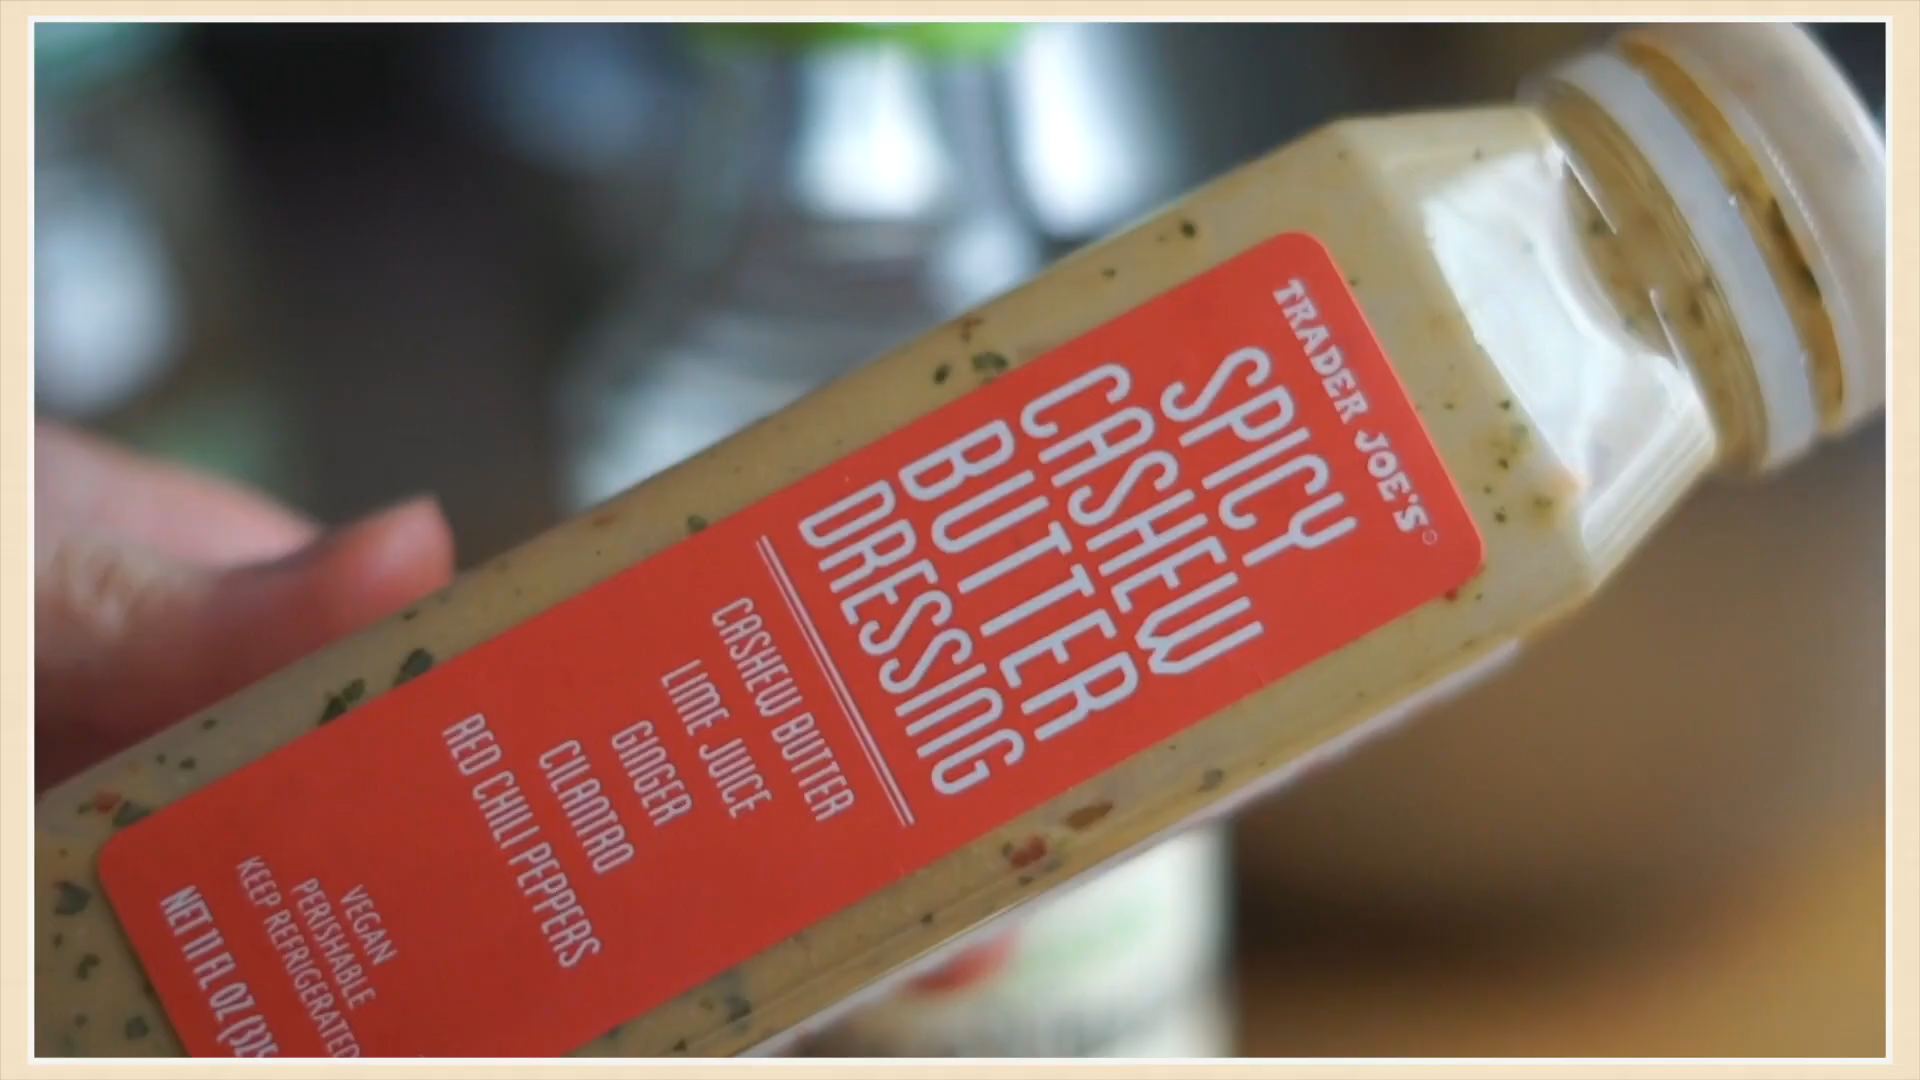 TRADER JOE'S
SPICY
CASHEW
BUTTER
DRESSING
CASHEW BUTTER
LIME JUICE
GINGER
CILANTRO
RED CHILI PEPPERS
VEGAN
PERISHABLE
KEEP REFRIGERATED
NET 11 FL OZ